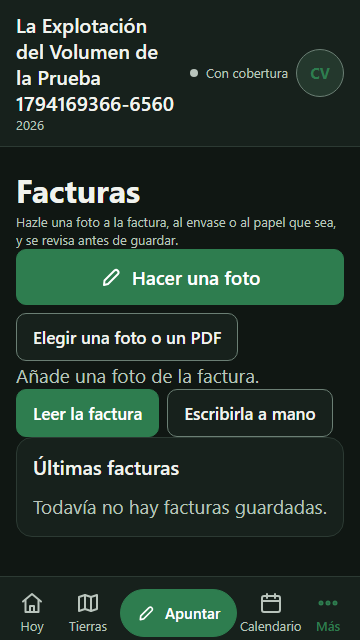 La Explotación
del Volumen de
la Prueba
1794169366-6560
2026
Con cobertura
CV
Facturas
Hazle una foto a la factura, al envase o al papel que sea,
y se revisa antes de guardar.
Hacer una foto
Elegir una foto o un PDF
Añade una foto de la factura.
Leer la factura
Escribirla a mano
Últimas facturas
Todavía no hay facturas guardadas.
Hoy
Tierras
Apuntar
Calendario
Más